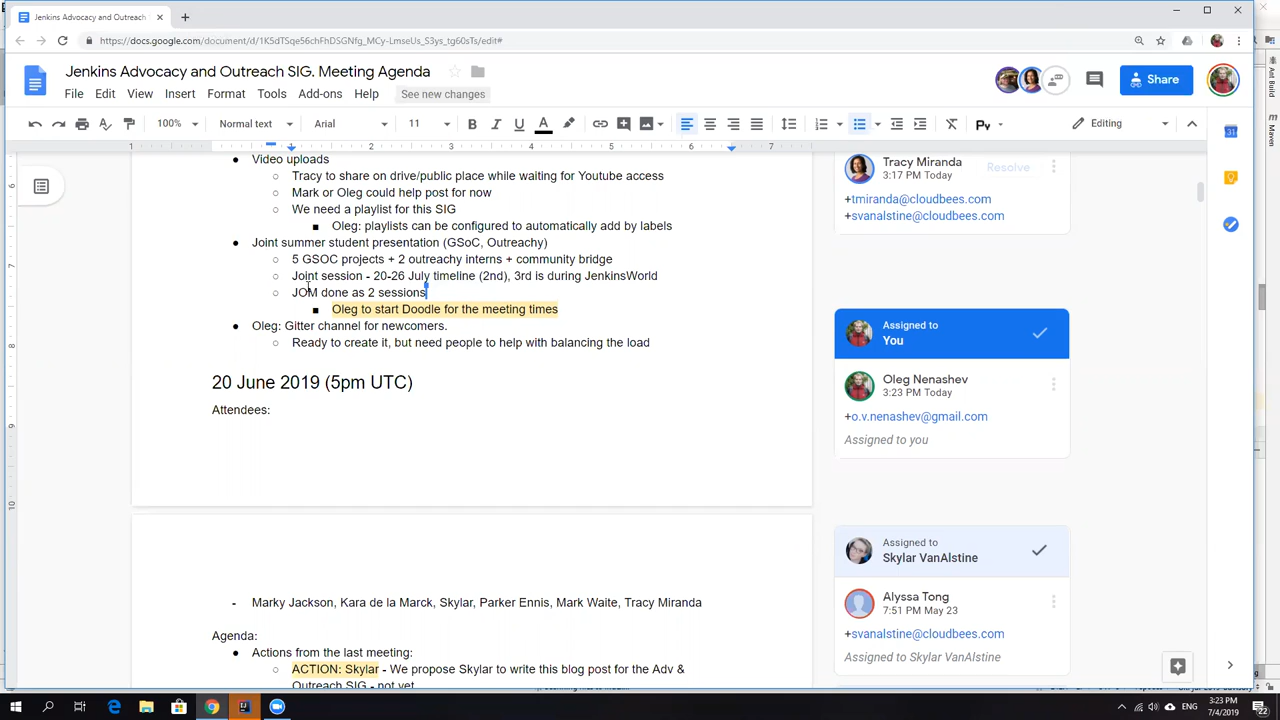 Jenkins Advocacy and Outreach
https://docs.google.com/document/d/1K5dTSqe56chFhDSGNfg_MCy-LmseUs_S3ys_tg60sTs/edit#
Jenkins Advocacy and Outreach SIG. Meeting Agenda
File Edit View Insert Format Tools Add-ons Help See new changes
Share
100% Normal text Arial 11 Editing
Video uploads
Tracy to share on drive/public place while waiting for Youtube access
Mark or Oleg could help post for now
We need a playlist for this SIG
Oleg: playlists can be configured to automatically add by labels
Joint summer student presentation (GSoC, Outreachy)
5 GSOC projects + 2 outreachy interns + community bridge
Joint session - 20-26 July timeline (2nd), 3rd is during JenkinsWorld
JOM done as 2 sessions
Oleg to start Doodle for the meeting times
Oleg: Gitter channel for newcomers.
Ready to create it, but need people to help with balancing the load
20 June 2019 (5pm UTC)
Attendees:
- Marky Jackson, Kara de la Marck, Skylar, Parker Ennis, Mark Waite, Tracy Miranda
Agenda:
Actions from the last meeting:
ACTION: Skylar - We propose Skylar to write this blog post for the Adv &
Outreach SIG - not yet
Tracy Miranda
3:17 PM Today
Resolve
+tmiranda@cloudbees.com
+svanalstine@cloudbees.com
Assigned to
You
Oleg Nenashev
3:23 PM Today
+o.v.nenashev@gmail.com
Assigned to you
Assigned to
Skylar VanAlstine
Alyssa Tong
7:51 PM May 23
+svanalstine@cloudbees.com
Assigned to Skylar VanAlstine
Ant Build
Maven
ENG
3:23 PM
7/4/2019
22